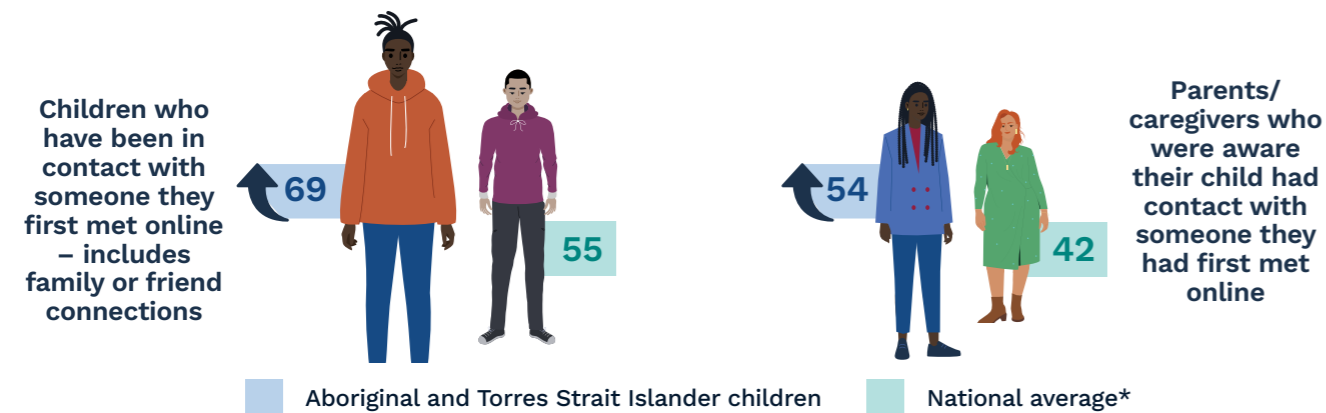 Children who
have been in
contact with
someone they
first met online
– includes
family or friend
connections
69
55
54
42
Parents/
caregivers who
were aware
their child had
contact with
someone they
had first met
online
Aboriginal and Torres Strait Islander children
National average*